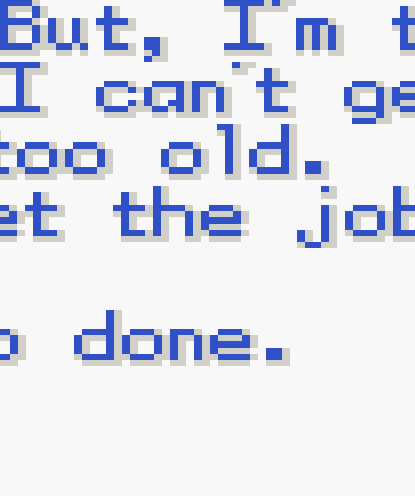 But, I'm t
I can't ge
too old.
et the job
o done.